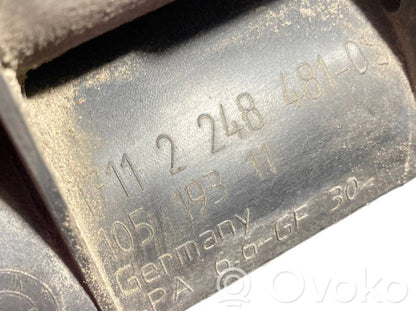 11 2 248 481-0
105/193 11
Germany
PA 6.6-GF 30
Ovoko